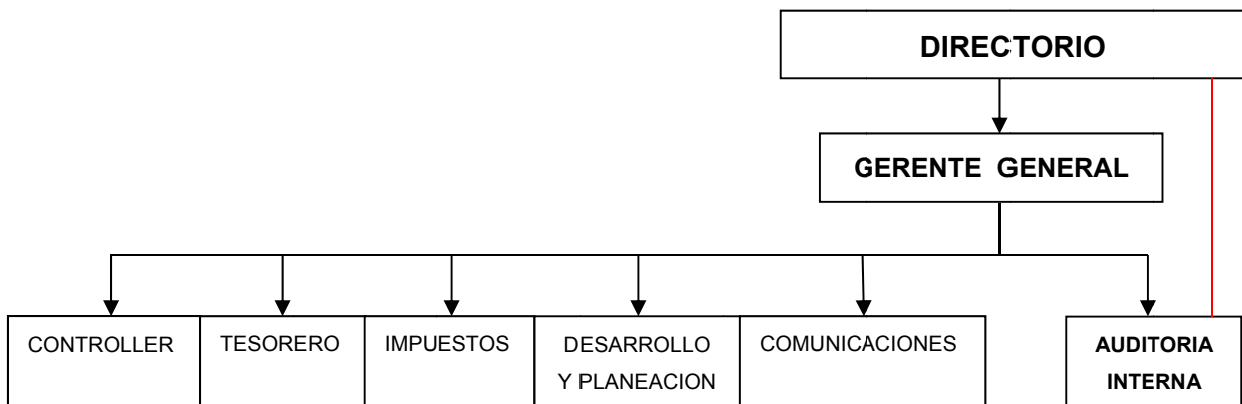 DIRECTORIO
GERENTE GENERAL
CONTROLLER
TESORERO
IMPUESTOS
DESARROLLO
Y PLANEACION
COMUNICACIONES
AUDITORIA
INTERNA